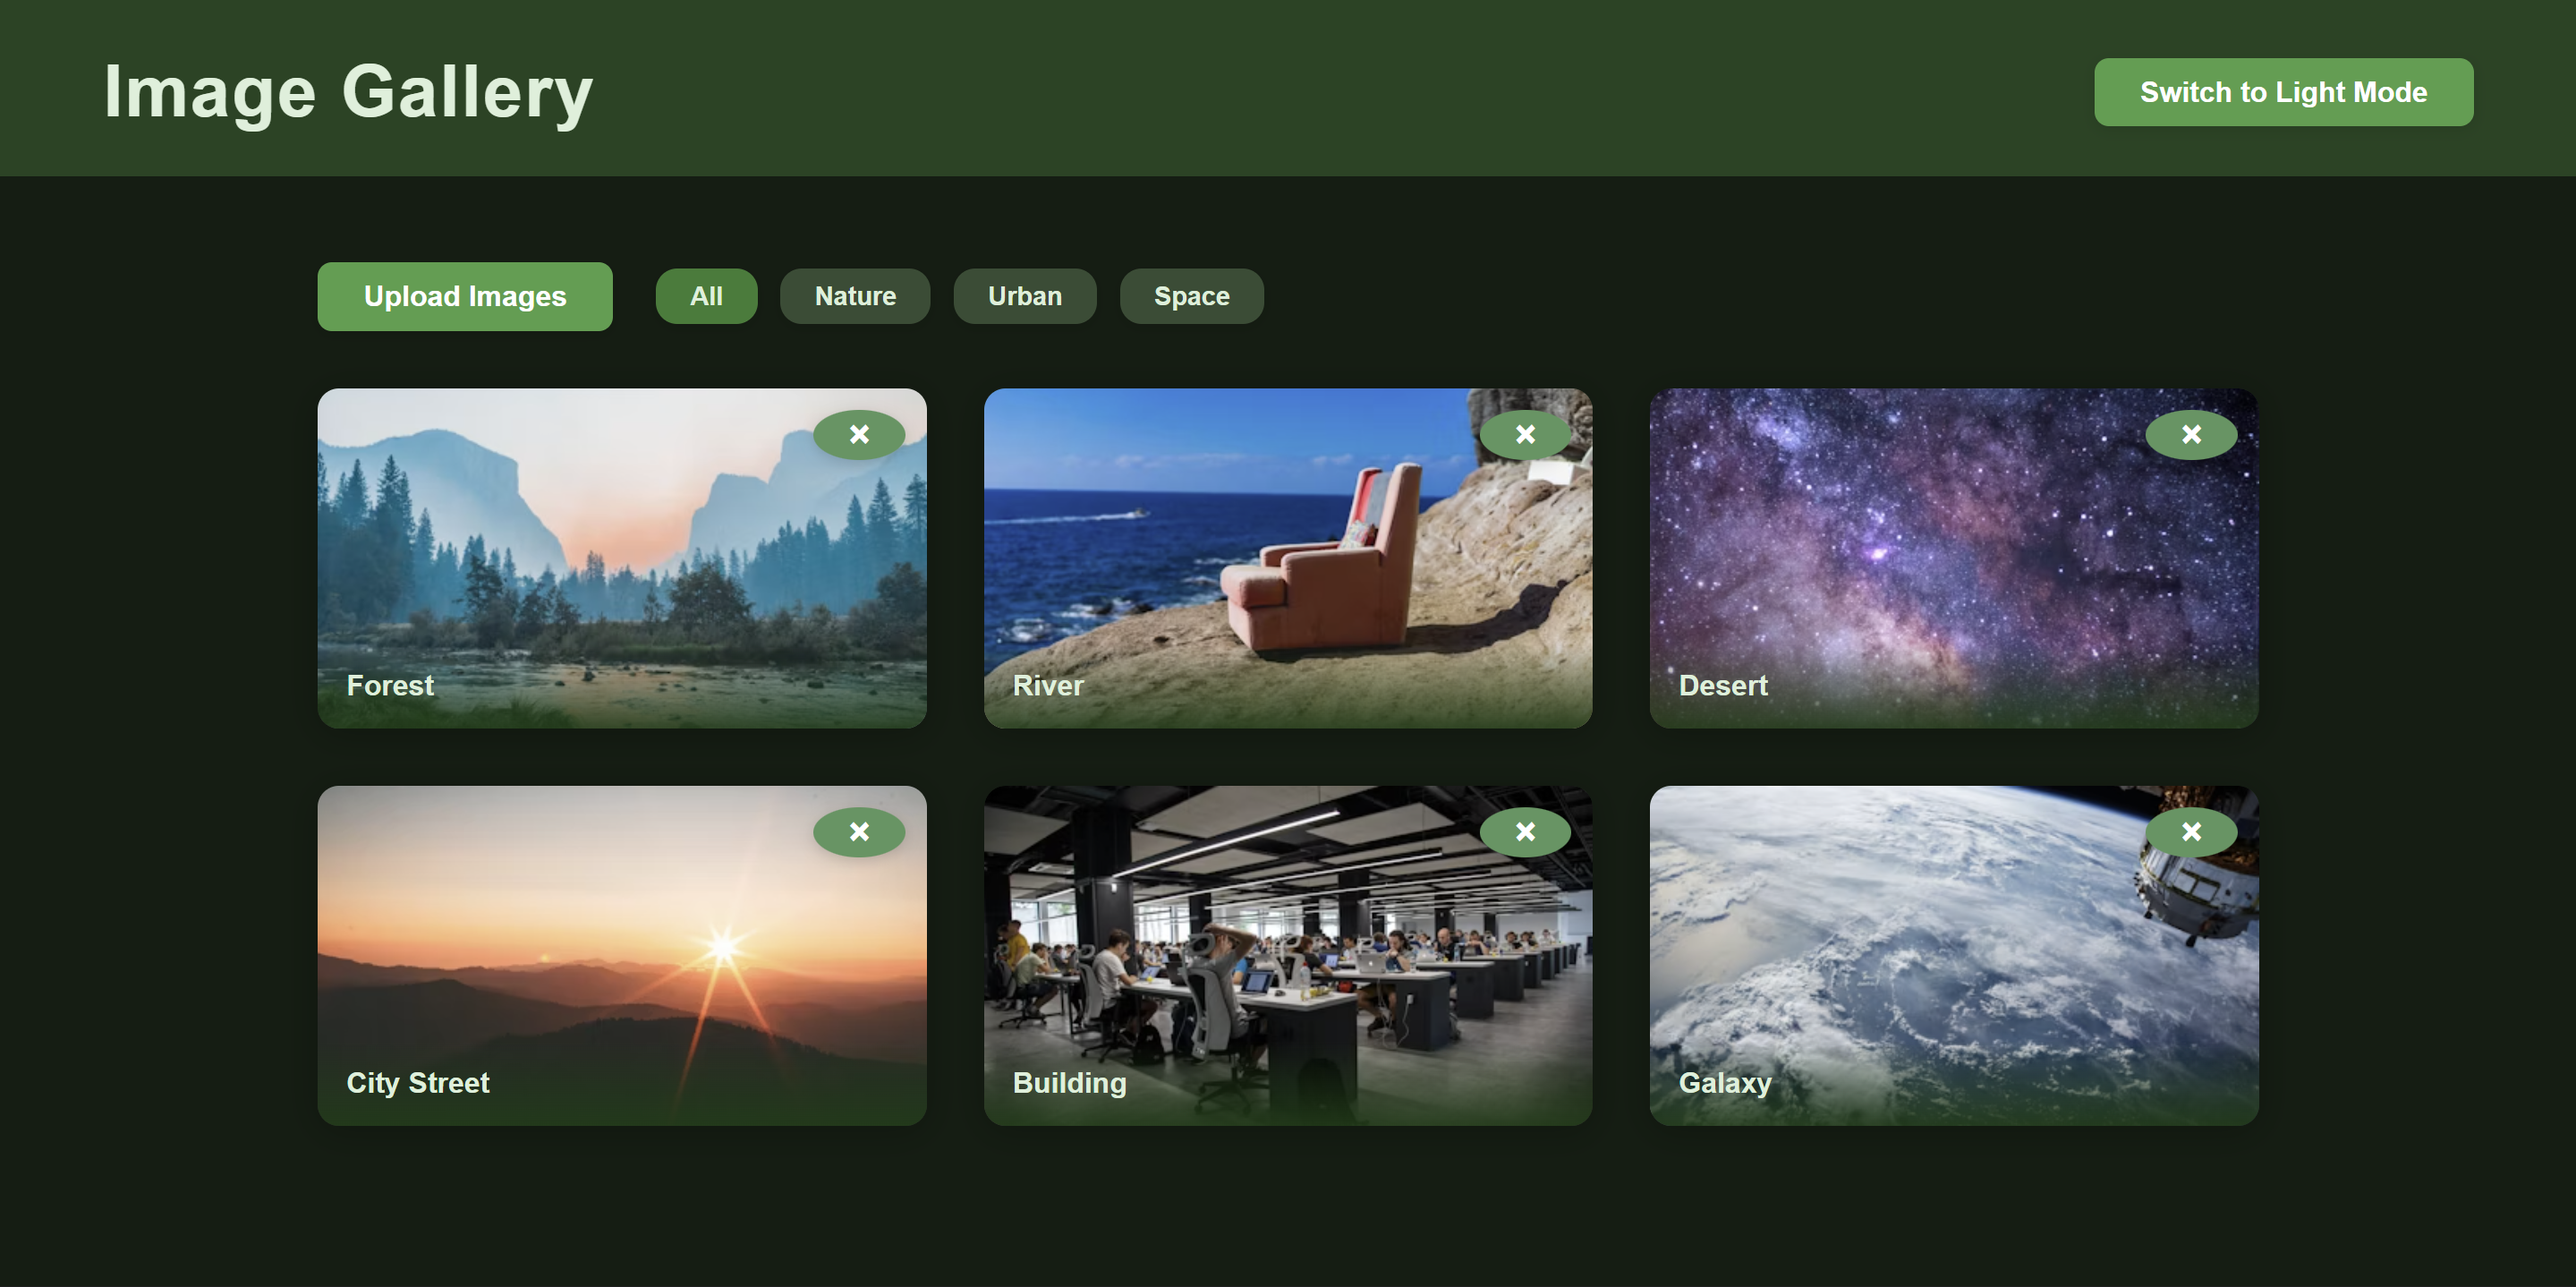 Image Gallery
Switch to Light Mode
Upload Images
All
Nature
Urban
Space
×
×
×
Forest
River
Desert
×
×
×
City Street
Building
Galaxy